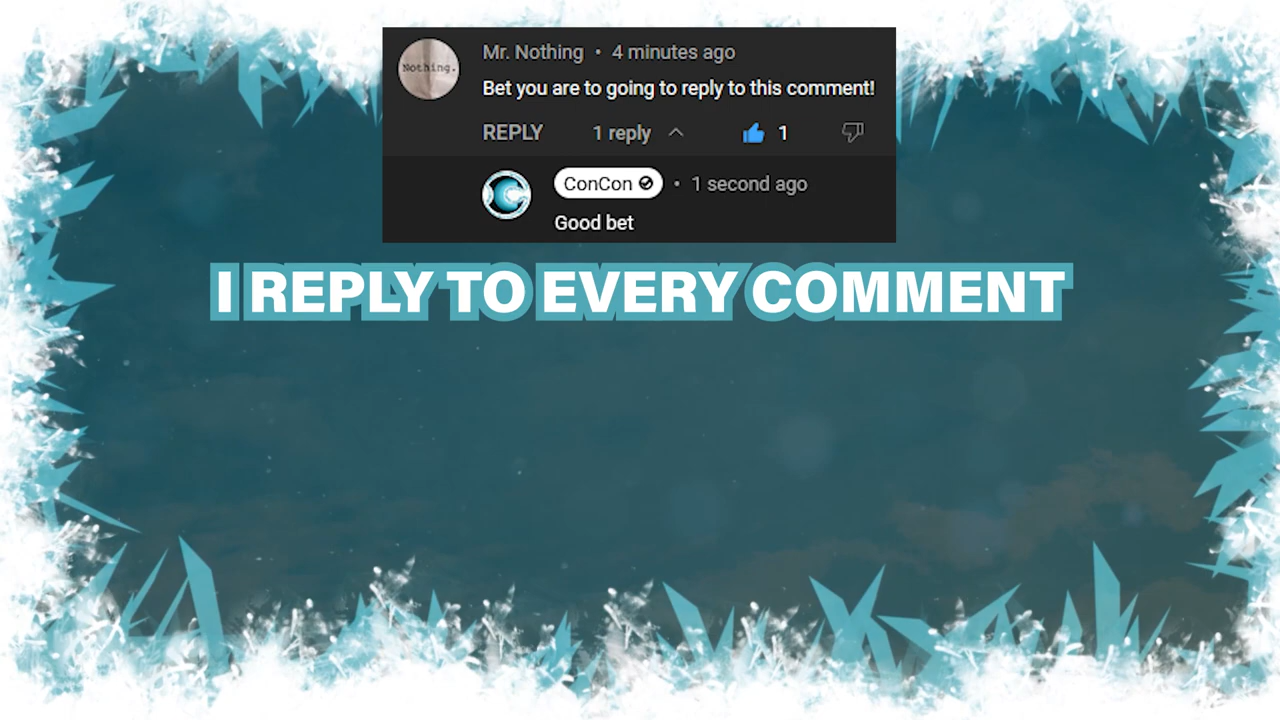 Nothing.
Mr. Nothing • 4 minutes ago
Bet you are to going to reply to this comment!
REPLY 1 reply 1
ConCon • 1 second ago
Good bet
I REPLY TO EVERY COMMENT